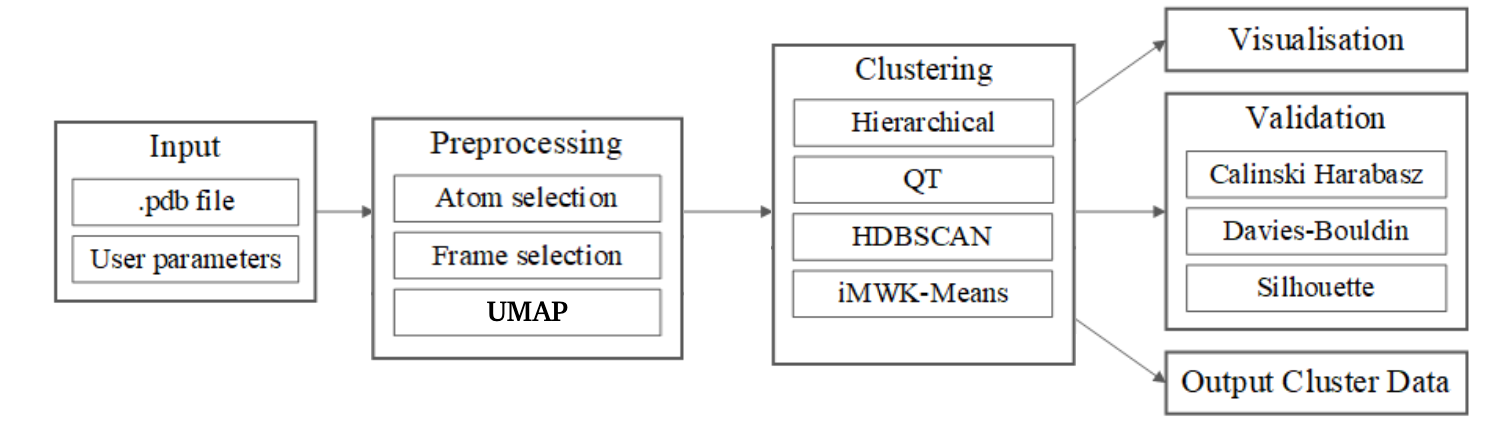 Input
.pdb file
User parameters
Preprocessing
Atom selection
Frame selection
UMAP
Clustering
Hierarchical
QT
HDBSCAN
iMWK-Means
Visualisation
Validation
Calinski Harabasz
Davies-Bouldin
Silhouette
Output Cluster Data